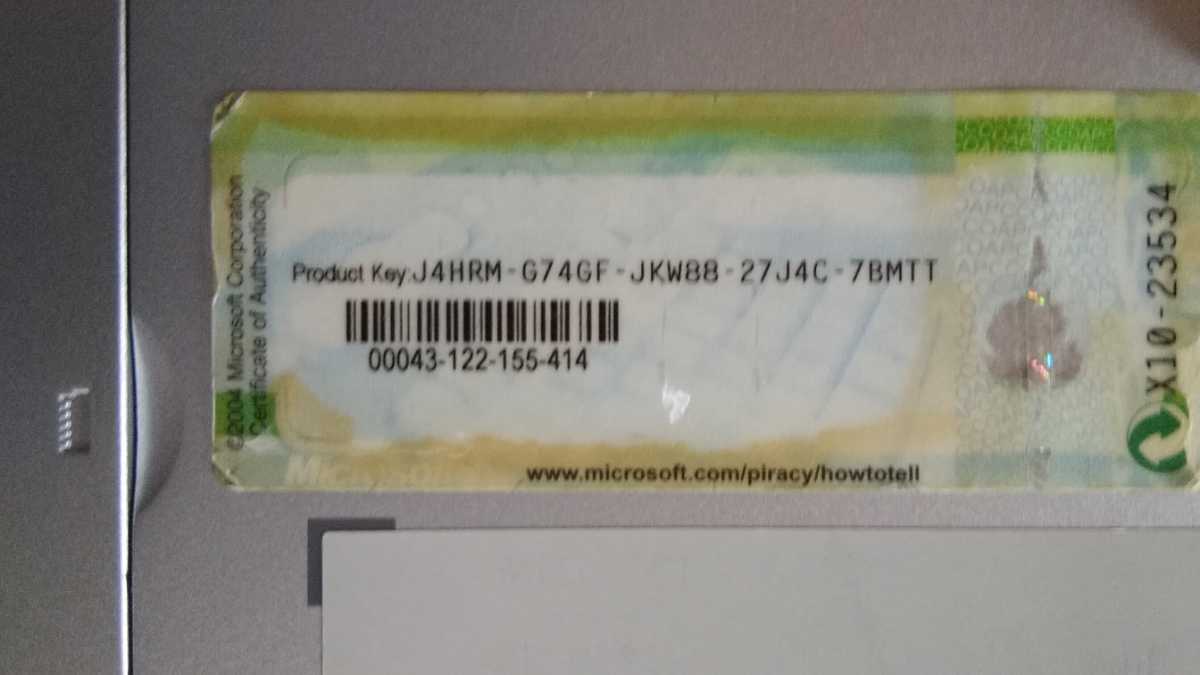 ©2004 Microsoft Corporation
Certificate of Authenticity
Product Key:J4HRM-G74GF-JKW88-27J4C-7BMTT
00043-122-155-414
Microsoft
www.microsoft.com/piracy/howtotell
X10-23534